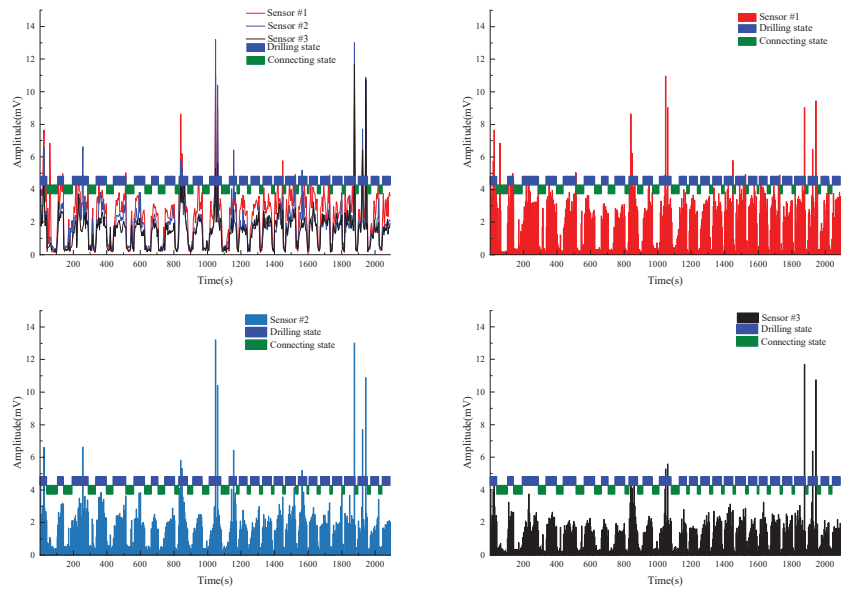 Sensor #1
Sensor #2
Sensor #3
Drilling state
Connecting state
14
12
10
8
6
4
2
0
Amplitude(mV)
200 400 600 800 1000 1200 1400 1600 1800 2000
Time(s)
Sensor #1
Drilling state
Connecting state
14
12
10
8
6
4
2
0
Amplitude(mV)
200 400 600 800 1000 1200 1400 1600 1800 2000
Time(s)
Sensor #2
Drilling state
Connecting state
14
12
10
8
6
4
2
0
Amplitude(mV)
200 400 600 800 1000 1200 1400 1600 1800 2000
Time(s)
Sensor #3
Drilling state
Connecting state
14
12
10
8
6
4
2
0
Amplitude(mV)
200 400 600 800 1000 1200 1400 1600 1800 2000
Time(s)